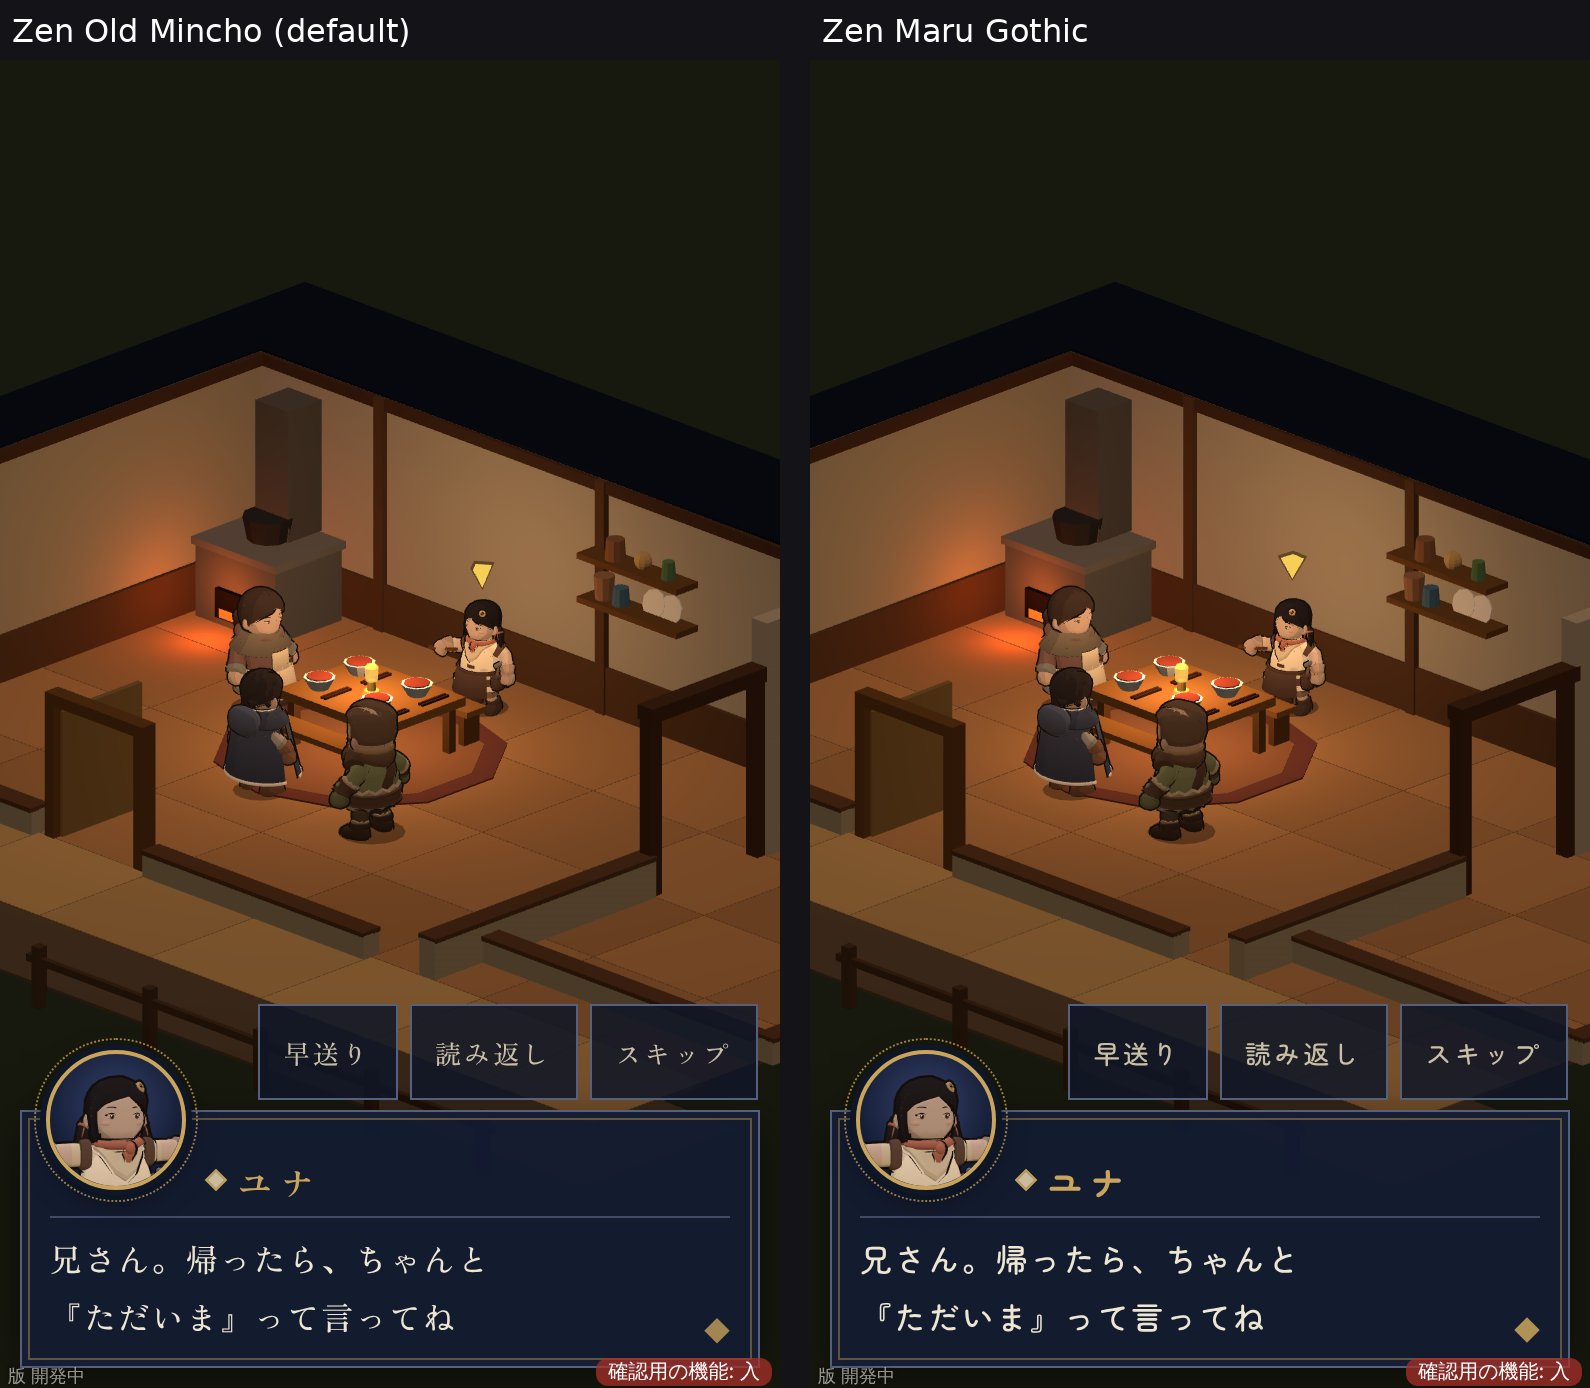 Zen Old Mincho (default)
早送り
読み返し
スキップ
ユナ
兄さん。帰ったら、ちゃんと
『ただいま』って言ってね
版 開発中
確認用の機能: 入
Zen Maru Gothic
早送り
読み返し
スキップ
ユナ
兄さん。帰ったら、ちゃんと
『ただいま』って言ってね
版 開発中
確認用の機能: 入